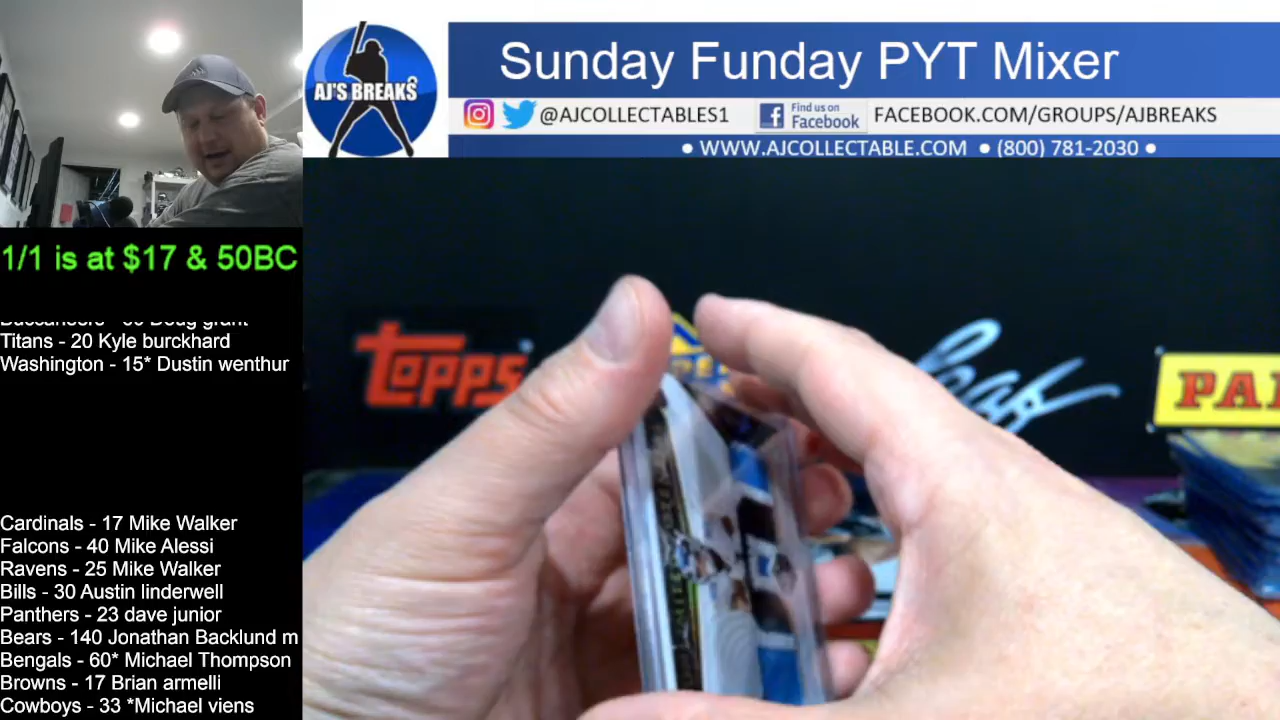 Sunday Funday PYT Mixer
AJ'S BREAKS
@AJCOLLECTABLES1
Find us on
Facebook
FACEBOOK.COM/GROUPS/AJBREAKS
• WWW.AJCOLLECTABLE.COM • (800) 781-2030 •
1/1 is at $17 & 50BC
Titans - 20 Kyle burckhard
Washington - 15* Dustin wenthur
Topps
Leaf
PA
Cardinals - 17 Mike Walker
Falcons - 40 Mike Alessi
Ravens - 25 Mike Walker
Bills - 30 Austin linderwell
Panthers - 23 dave junior
Bears - 140 Jonathan Backlund m
Bengals - 60* Michael Thompson
Browns - 17 Brian armelli
Cowboys - 33 *Michael viens